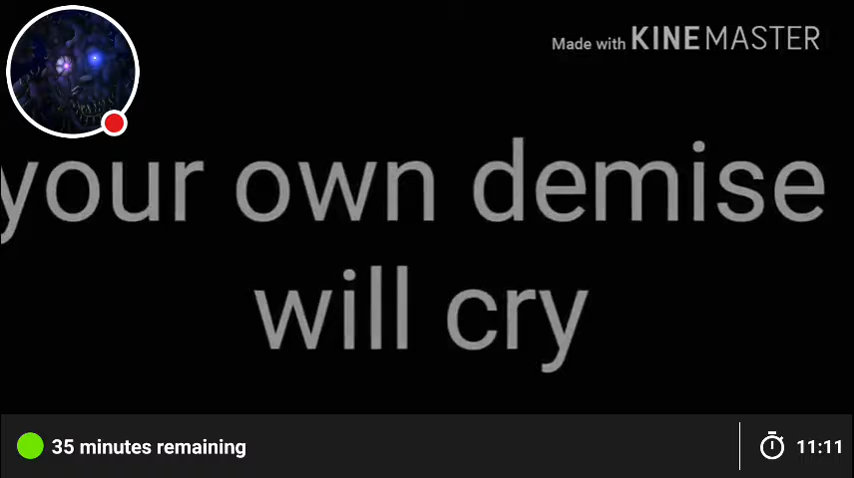 Made with KINEMASTER
your own demise
will cry
35 minutes remaining
11:11